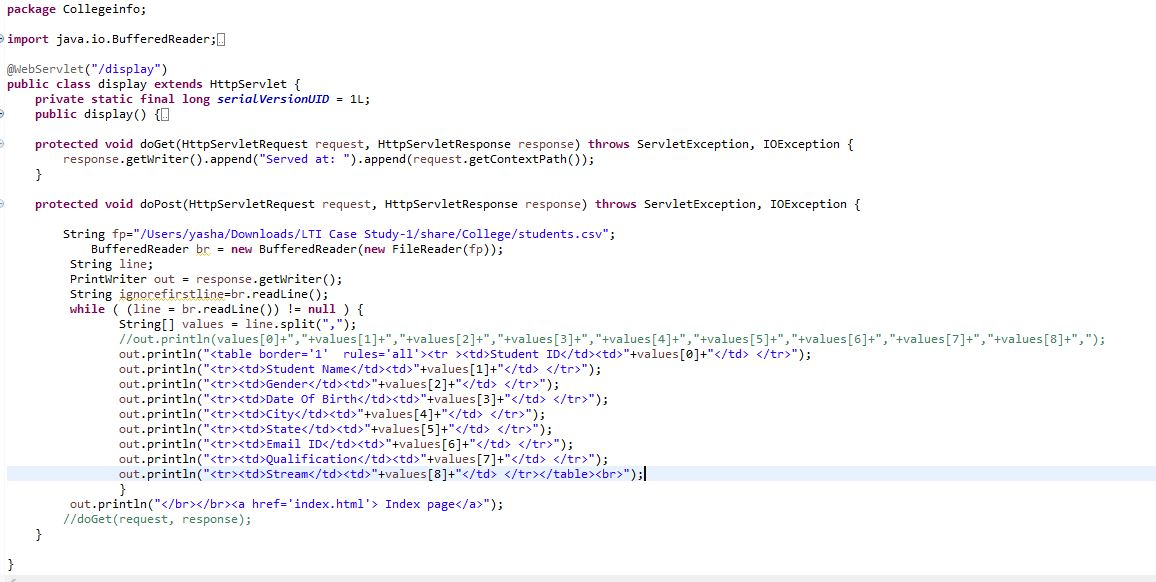 package Collegeinfo;
import java.io.BufferedReader;
@WebServlet("/display")
public class display extends HttpServlet {
private static final long serialVersionUID = 1L;
public display() {
protected void doGet(HttpServletRequest request, HttpServletResponse response) throws ServletException, IOException {
response.getWriter().append("Served at: ").append(request.getContextPath());
}
protected void doPost(HttpServletRequest request, HttpServletResponse response) throws ServletException, IOException {
String fp="/Users/yasha/Downloads/LTI Case Study-1/share/College/students.csv";
BufferedReader br = new BufferedReader(new FileReader(fp));
String line;
PrintWriter out = response.getWriter();
String ignorefirstline=br.readLine();
while ( (line = br.readLine()) != null ) {
String[] values = line.split(",");
//out.println(values[0]+","+values[1]+","+values[2]+","+values[3]+","+values[4]+","+values[5]+","+values[6]+","+values[7]+","+values[8]+",");
out.println("<table border='1'  rules='all'><tr ><td>Student ID</td><td>"+values[0]+"</td> </tr>");
out.println("<tr><td>Student Name</td><td>"+values[1]+"</td> </tr>");
out.println("<tr><td>Gender</td><td>"+values[2]+"</td> </tr>");
out.println("<tr><td>Date Of Birth</td><td>"+values[3]+"</td> </tr>");
out.println("<tr><td>City</td><td>"+values[4]+"</td> </tr>");
out.println("<tr><td>State</td><td>"+values[5]+"</td> </tr>");
out.println("<tr><td>Email ID</td><td>"+values[6]+"</td> </tr>");
out.println("<tr><td>Qualification</td><td>"+values[7]+"</td> </tr>");
out.println("<tr><td>Stream</td><td>"+values[8]+"</td> </tr></table><br>");
}
out.println("</br></br><a href='index.html'> Index page</a>");
//doGet(request, response);
}
}